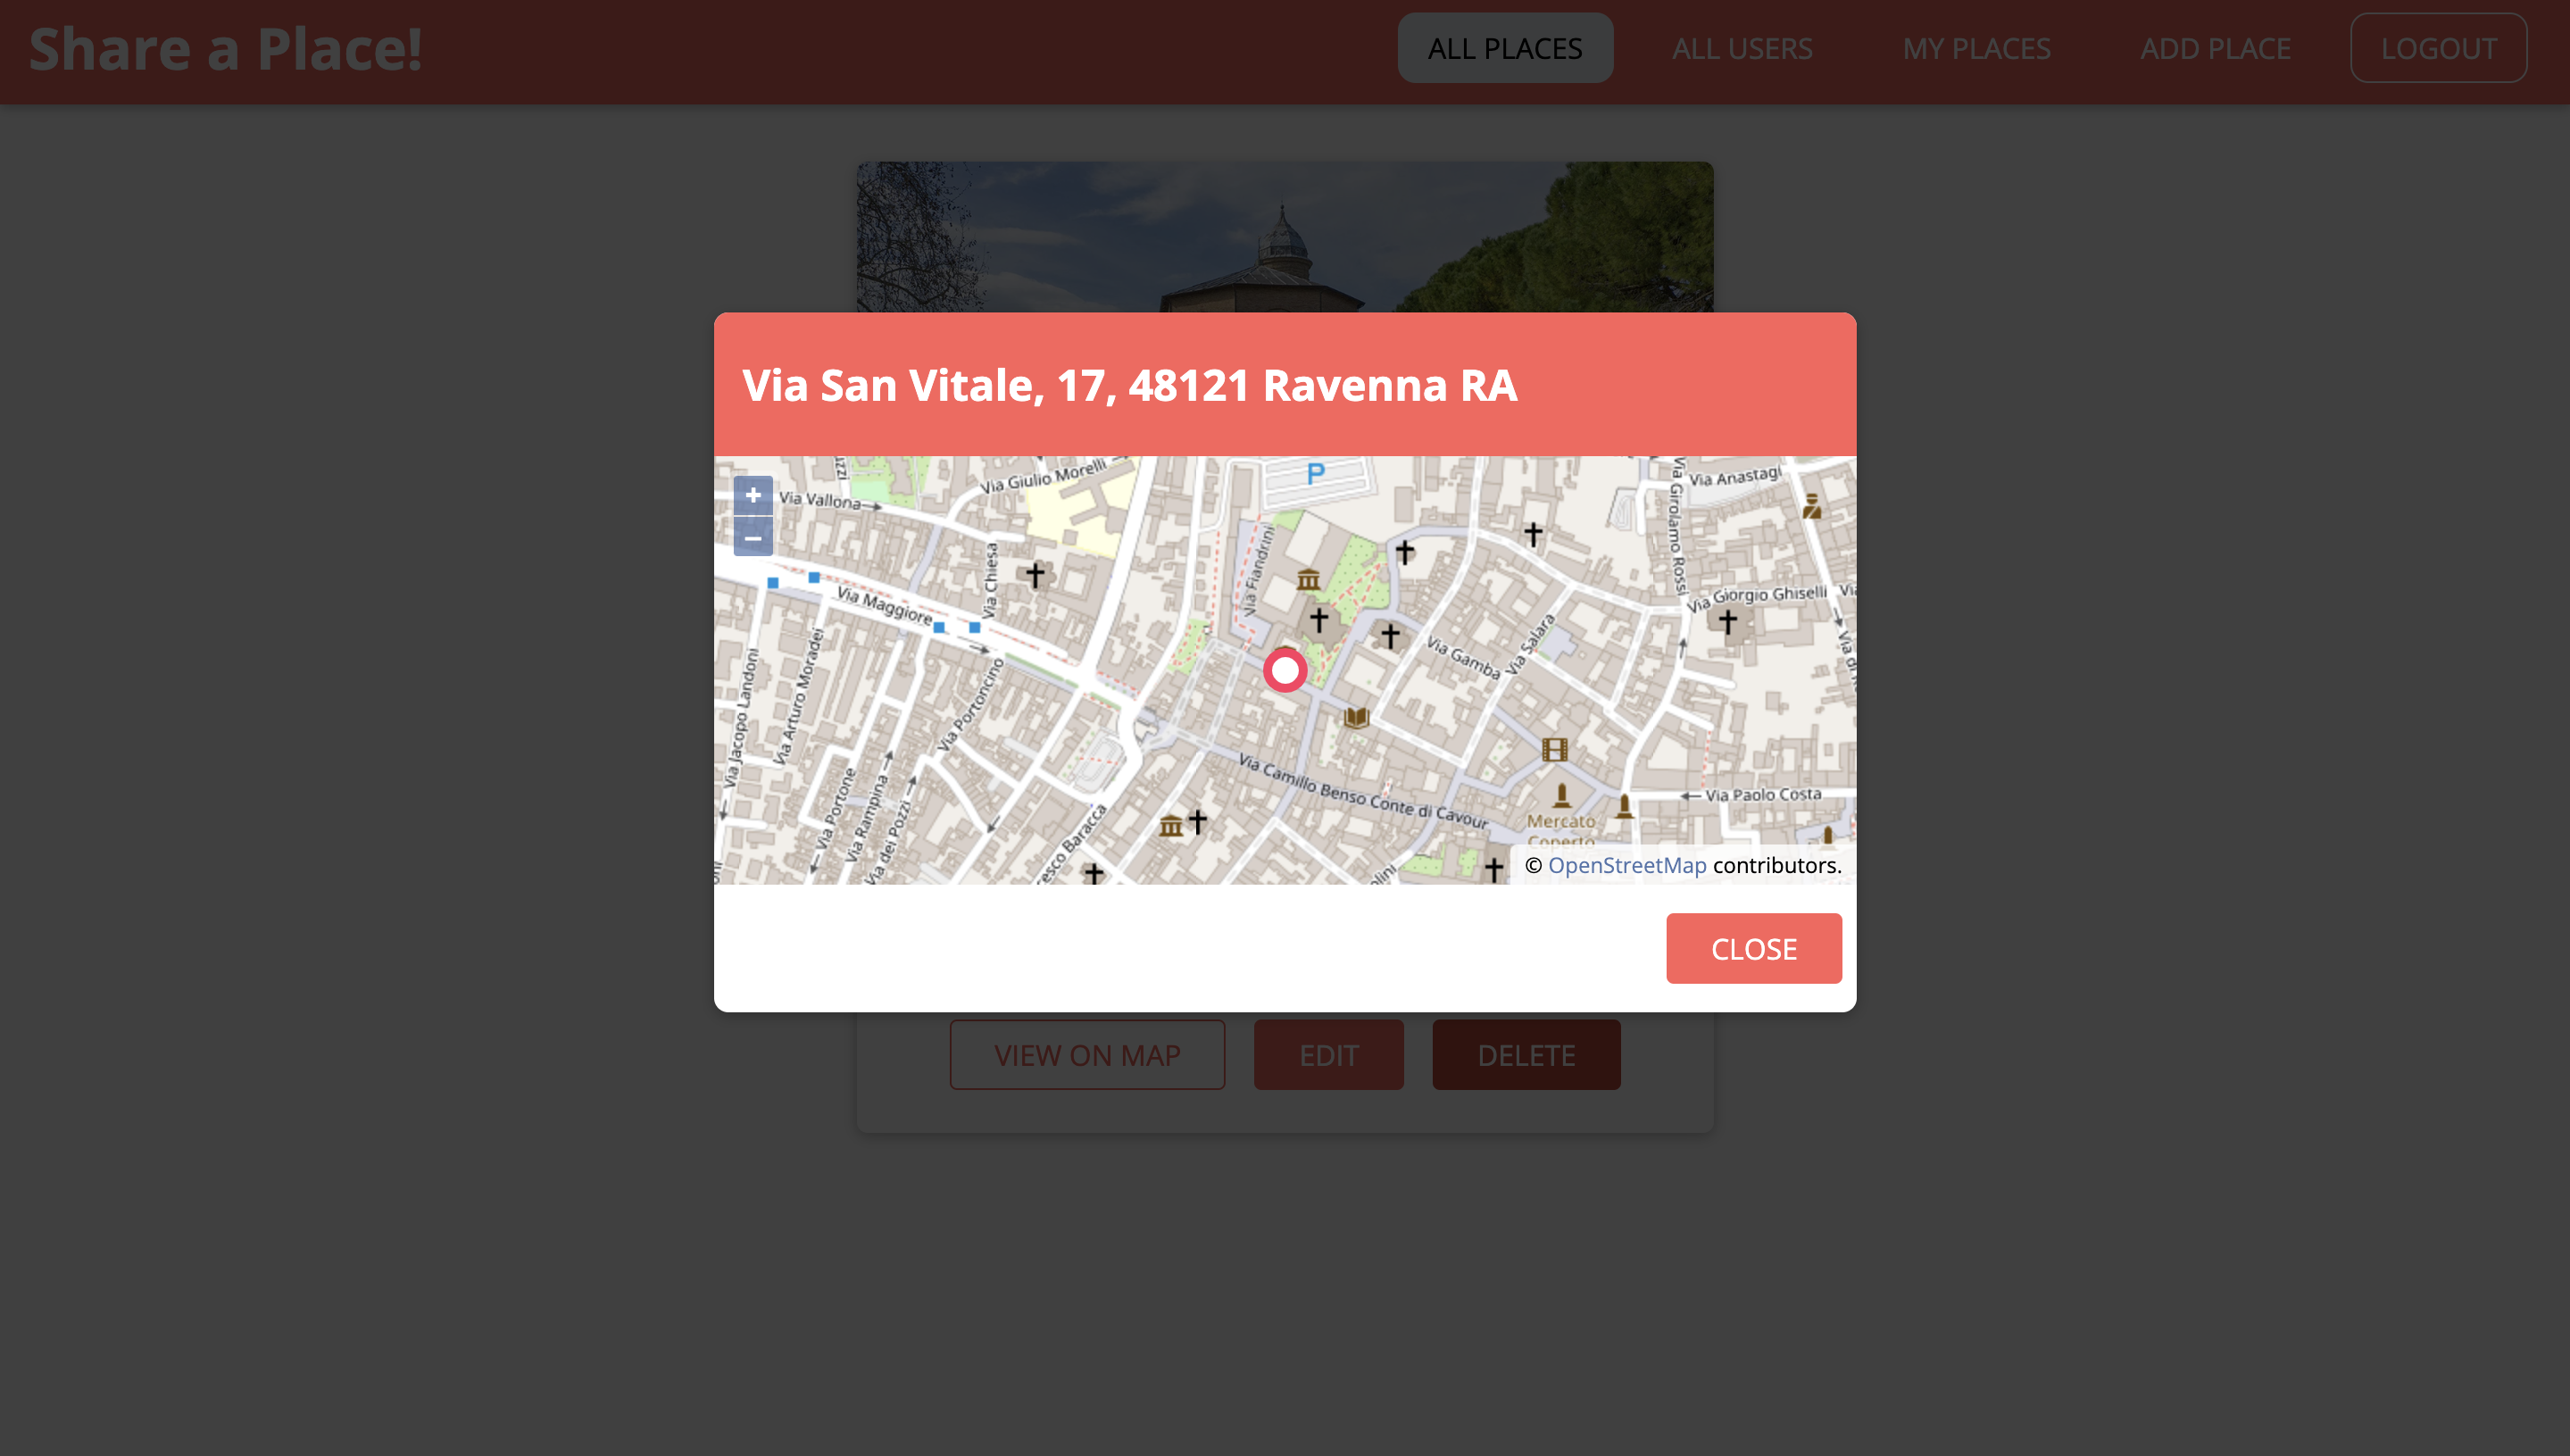 Share a Place!
ALL PLACES
ALL USERS
MY PLACES
ADD PLACE
LOGOUT
Via San Vitale, 17, 48121 Ravenna RA
+
–
P
Via Vallona
Via Giulio Morelli
Via Anastagi
Via Girolamo Rossi
Via Fiandrini
Via Chiesa
Via Maggiore
Via Giorgio Ghiselli
Via Gamba
Via Salara
Via Jacopo Landoni
Via Arturo Moradei
Via Portoncino
Via Portone
Via Rampina
Via dei Pozzi
Via Camillo Benso Conte di Cavour
Via Paolo Costa
Mercato
Coperto
© OpenStreetMap contributors.
CLOSE
VIEW ON MAP
EDIT
DELETE